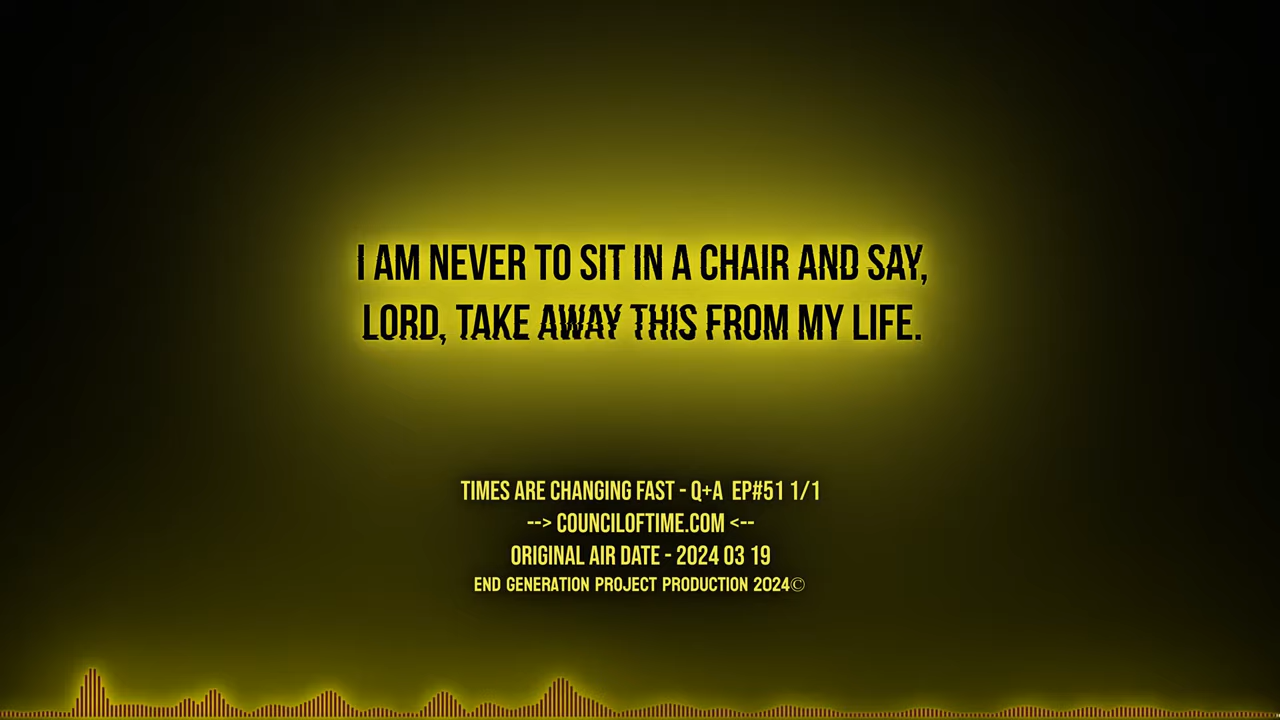 I AM NEVER TO SIT IN A CHAIR AND SAY,
LORD, TAKE AWAY THIS FROM MY LIFE.
TIMES ARE CHANGING FAST - Q+A EP#51 1/1
--> COUNCILOFTIME.COM <--
ORIGINAL AIR DATE - 2024 03 19
END GENERATION PROJECT PRODUCTION 2024©